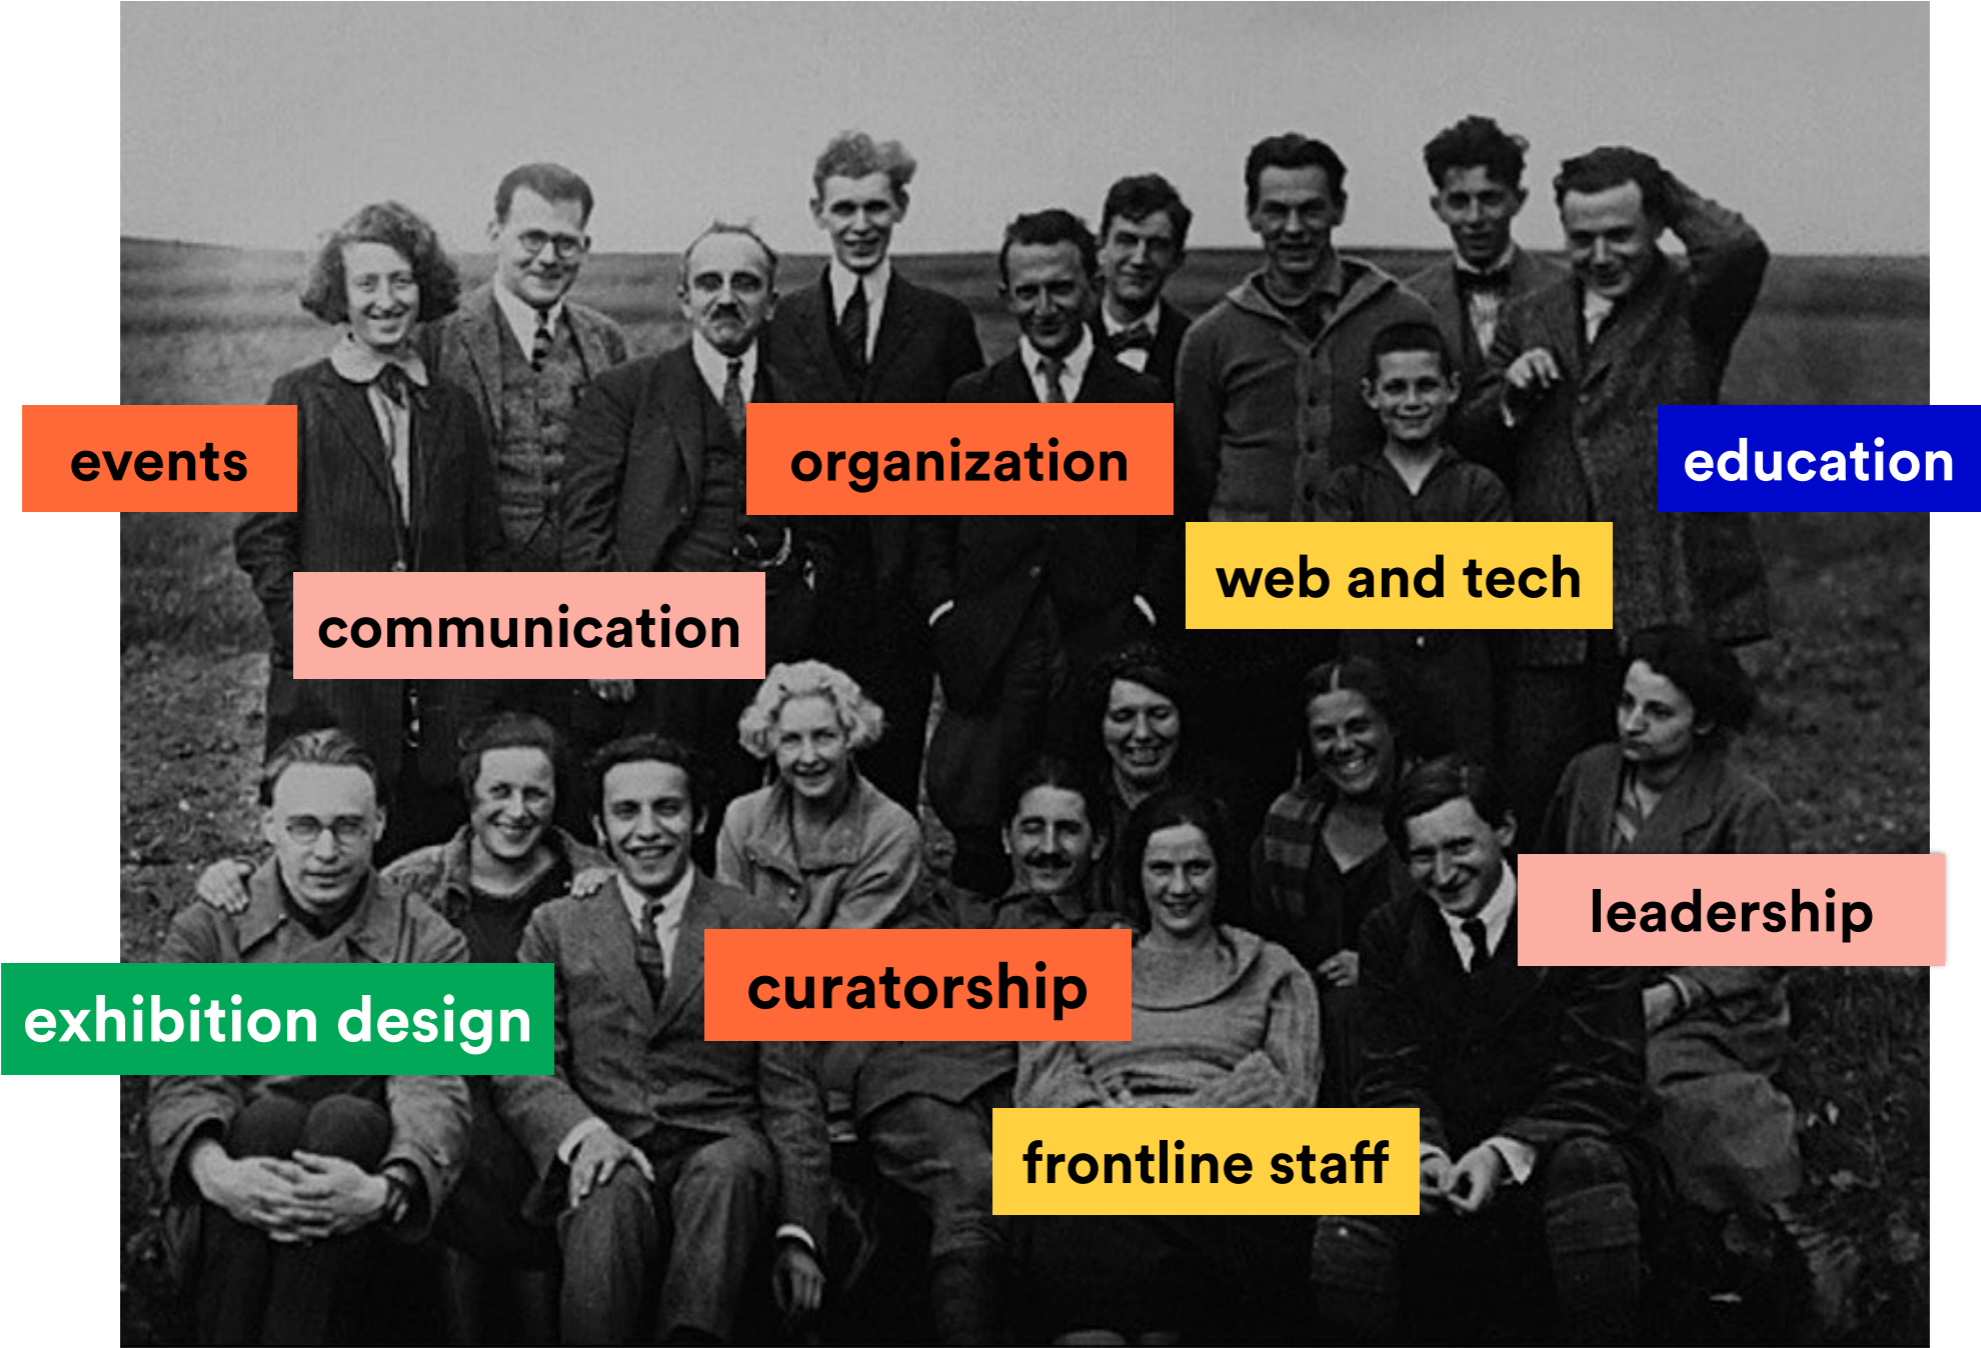 events
organization
education
web and tech
communication
leadership
curatorship
exhibition design
frontline staff